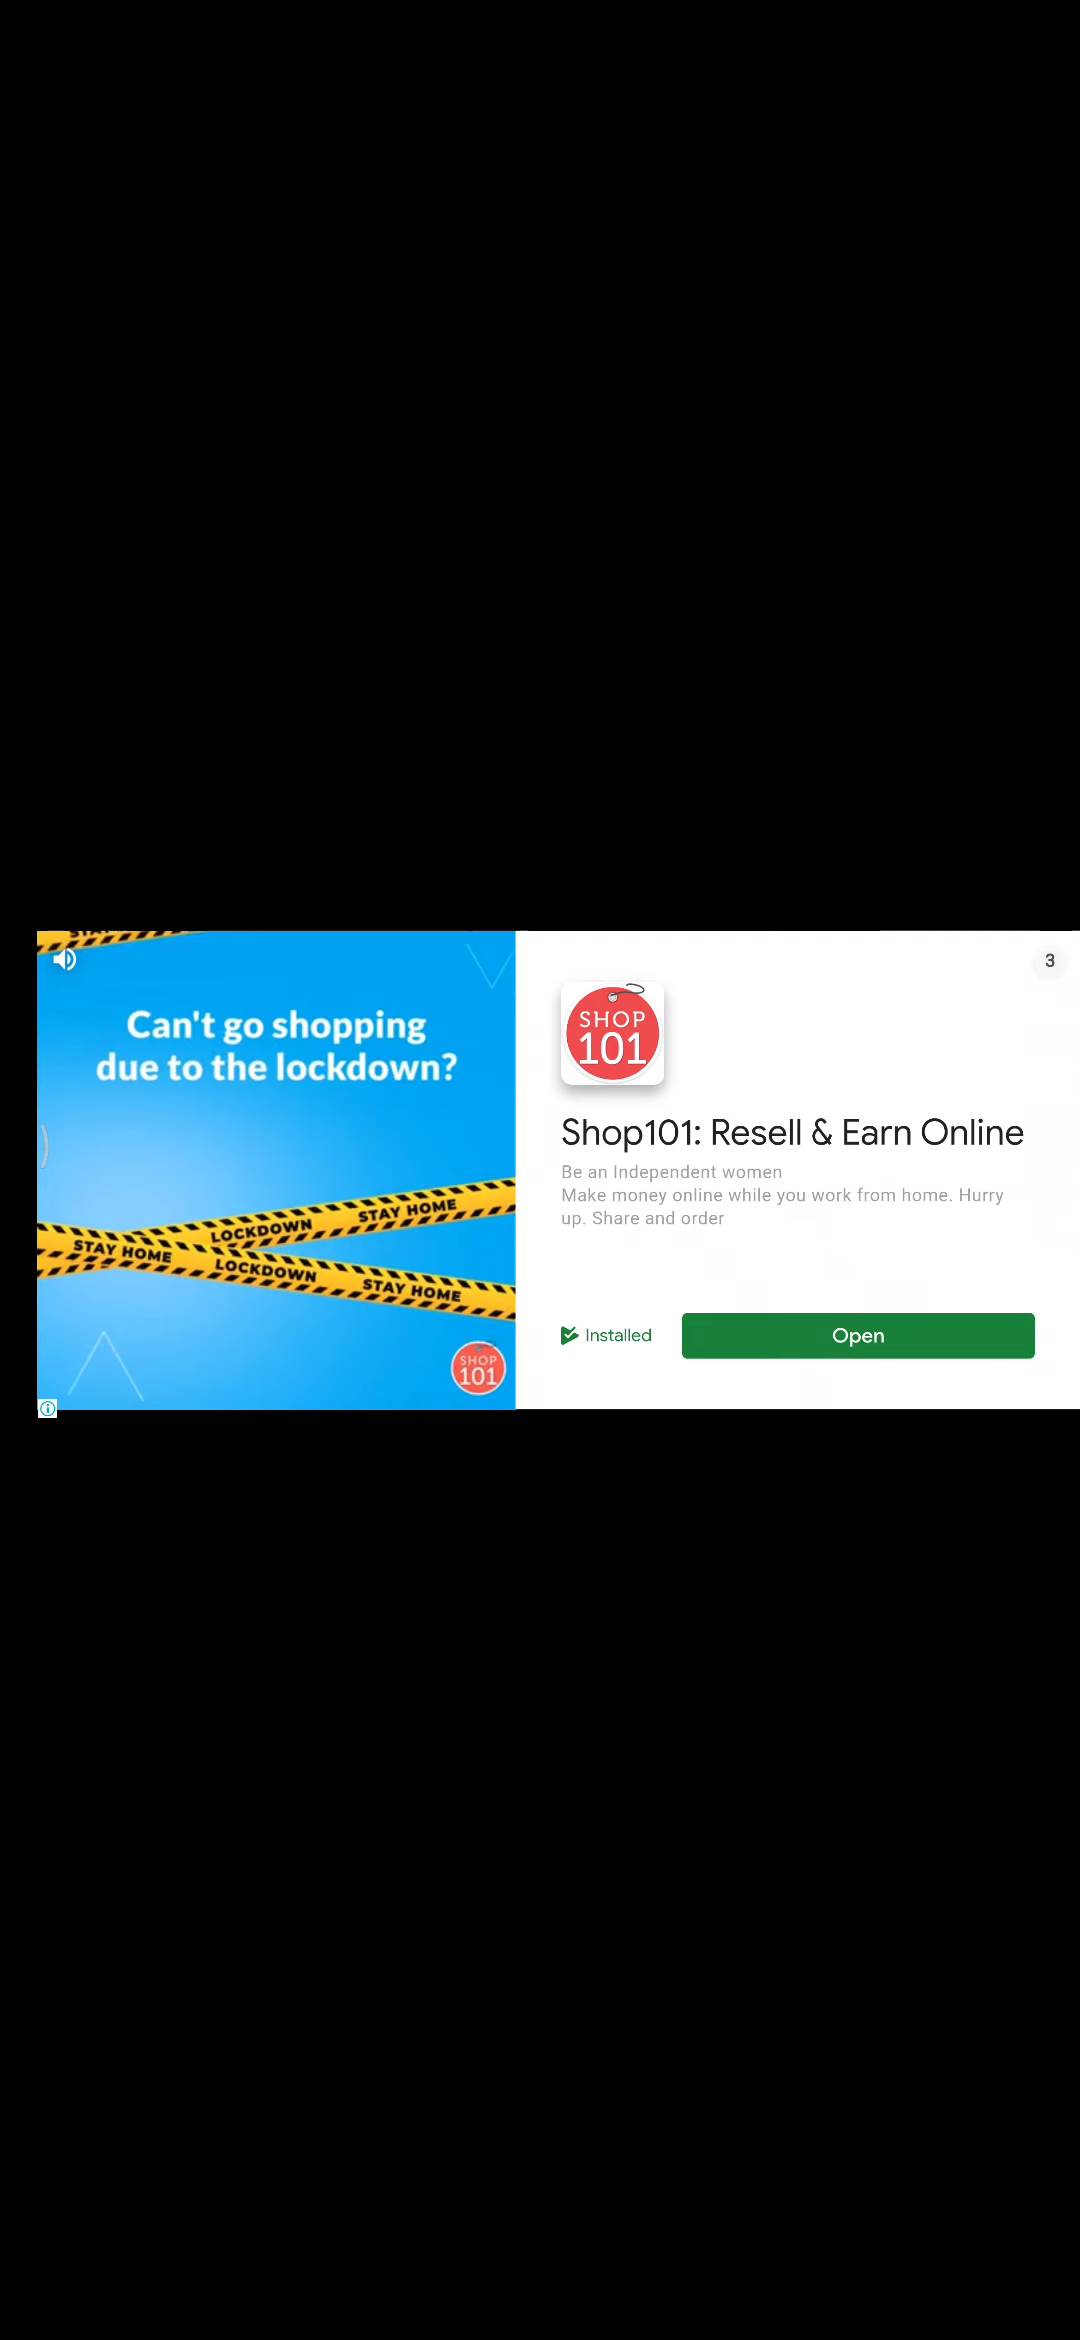 Can't go shopping
due to the lockdown?
LOCKDOWN STAY HOME
STAY HOME LOCKDOWN STAY HOME
SHOP
101
3
SHOP
101
Shop101: Resell & Earn Online
Be an Independent women
Make money online while you work from home. Hurry
up. Share and order
Installed
Open